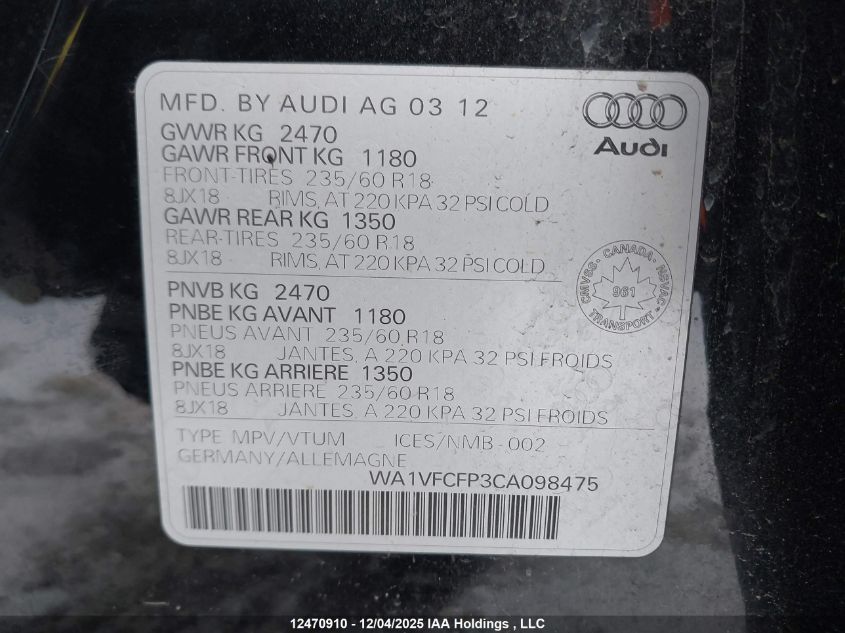 MFD. BY AUDI AG 03 12
Audi
GVWR KG 2470
GAWR FRONT KG 1180
FRONT-TIRES 235/60 R18
8JX18 RIMS, AT 220 KPA 32 PSI COLD
GAWR REAR KG 1350
REAR-TIRES 235/60 R18
8JX18 RIMS, AT 220 KPA 32 PSI COLD
CMVSS - CANADA - NSVAC
961
TRANSPORT
PNVB KG 2470
PNBE KG AVANT 1180
PNEUS AVANT 235/60 R18
8JX18 JANTES, A 220 KPA 32 PSI FROIDS
PNBE KG ARRIERE 1350
PNEUS ARRIERE 235/60 R18
8JX18 JANTES, A 220 KPA 32 PSI FROIDS
TYPE MPV/VTUM ICES/NMB-002
GERMANY/ALLEMAGNE
WA1VFCFP3CA098475
12470910 - 12/04/2025 IAA Holdings , LLC